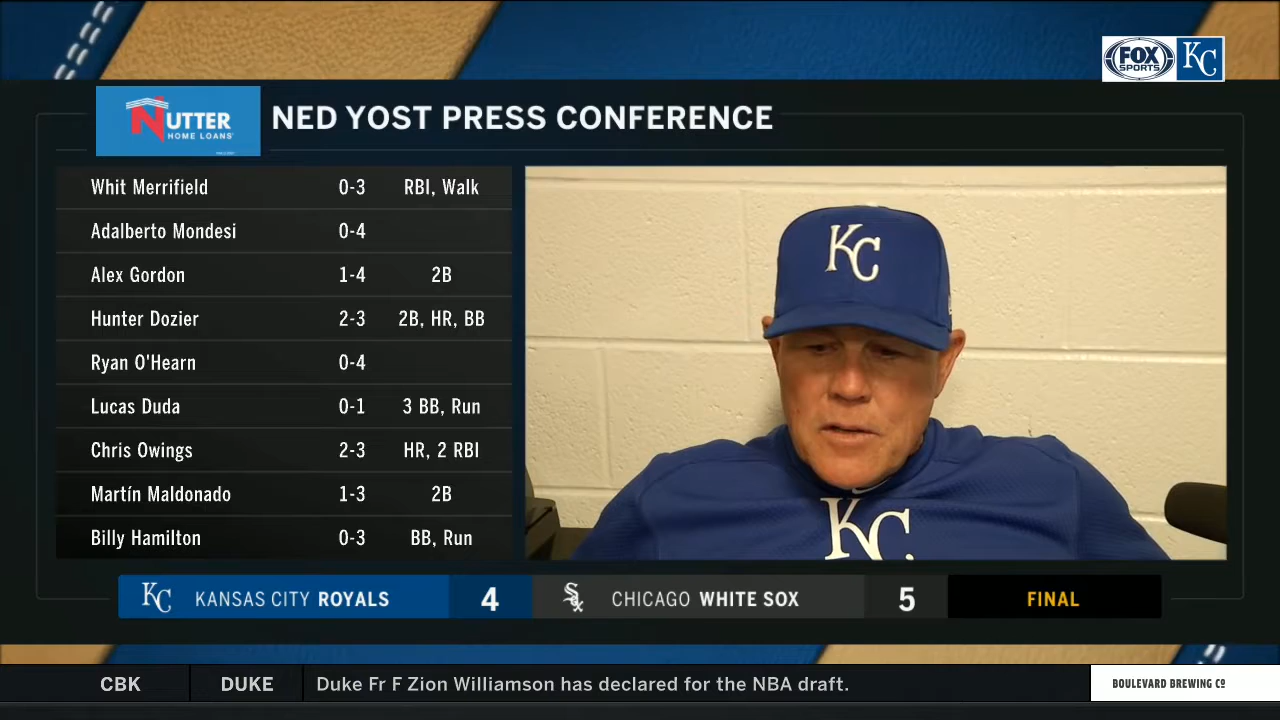 FOX
SPORTS
KC
NUTTER
HOME LOANS
NED YOST PRESS CONFERENCE
Whit Merrifield 0-3 RBI, Walk
Adalberto Mondesi 0-4
Alex Gordon 1-4 2B
Hunter Dozier 2-3 2B, HR, BB
Ryan O'Hearn 0-4
Lucas Duda 0-1 3 BB, Run
Chris Owings 2-3 HR, 2 RBI
Martín Maldonado 1-3 2B
Billy Hamilton 0-3 BB, Run
KC
KC
KC KANSAS CITY ROYALS 4 Sox CHICAGO WHITE SOX 5 FINAL
CBK DUKE Duke Fr F Zion Williamson has declared for the NBA draft. BOULEVARD BREWING Cº